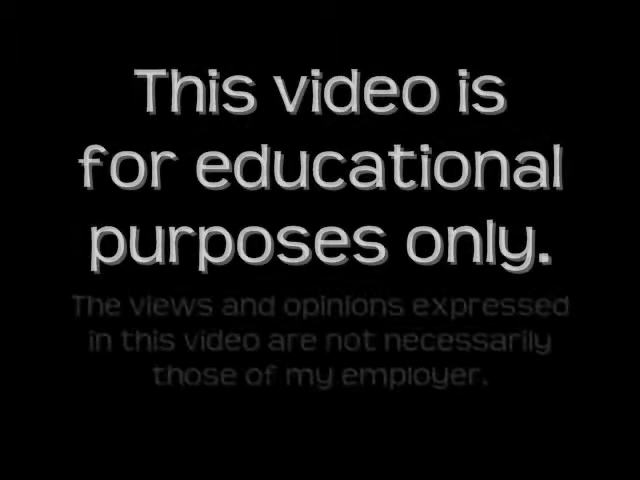 This video is
for educational
purposes only.
The views and opinions expressed
in this video are not necessarily
those of my employer.